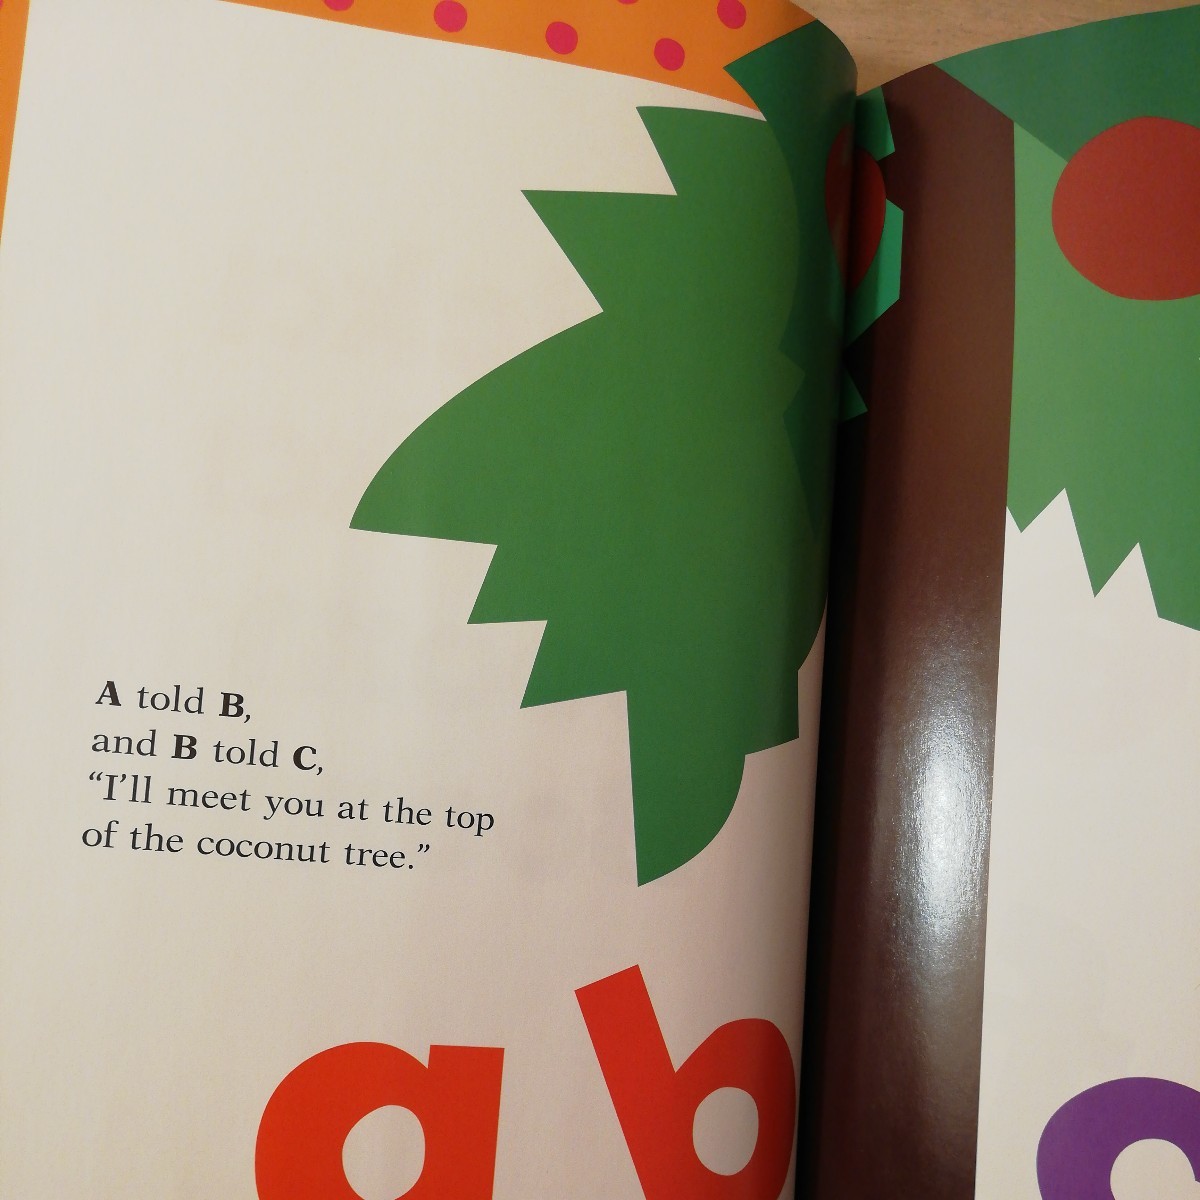 A told B,
and B told C,
“I’ll meet you at the top
of the coconut tree.”
a b